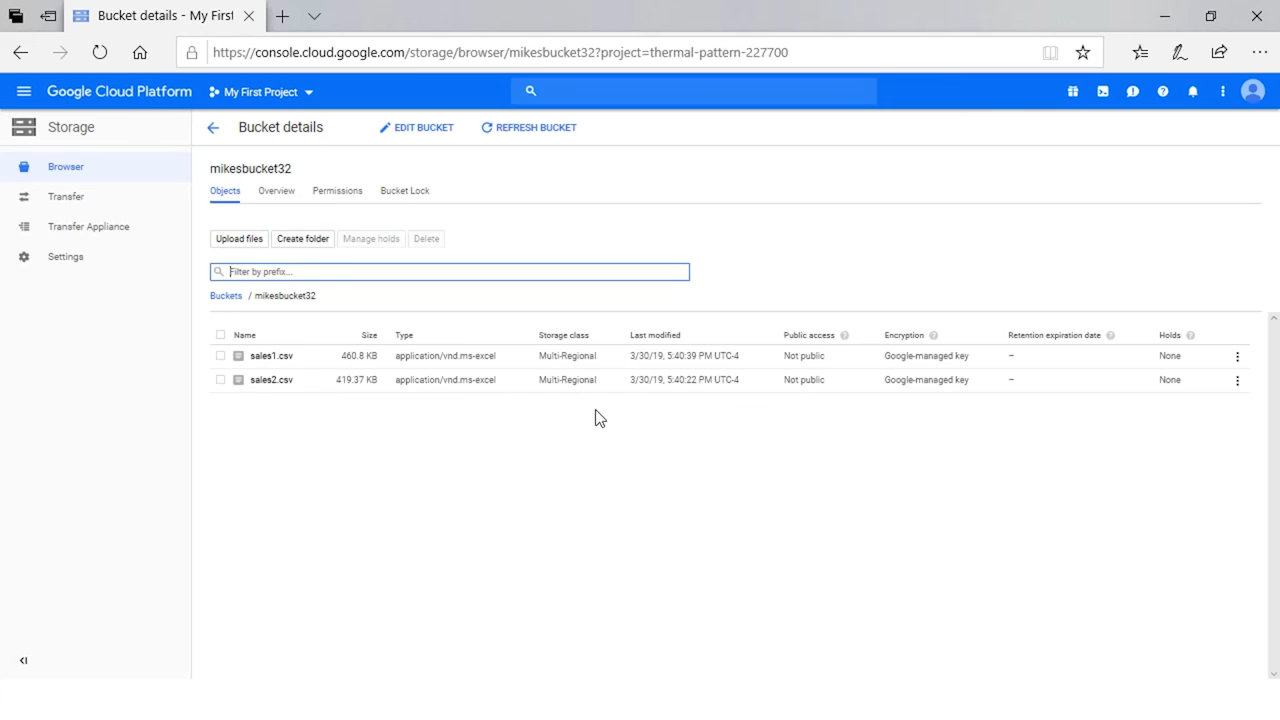 Bucket details - My First
https://console.cloud.google.com/storage/browser/mikesbucket32?project=thermal-pattern-227700
Google Cloud Platform My First Project
Storage Bucket details EDIT BUCKET REFRESH BUCKET
Browser
Transfer
Transfer Appliance
Settings
mikesbucket32
Objects Overview Permissions Bucket Lock
Upload files Create folder Manage holds Delete
Filter by prefix...
Buckets / mikesbucket32
Name Size Type Storage class Last modified Public access Encryption Retention expiration date Holds
sales1.csv 460.8 KB application/vnd.ms-excel Multi-Regional 3/30/19, 5:40:39 PM UTC-4 Not public Google-managed key – None
sales2.csv 419.37 KB application/vnd.ms-excel Multi-Regional 3/30/19, 5:40:22 PM UTC-4 Not public Google-managed key – None